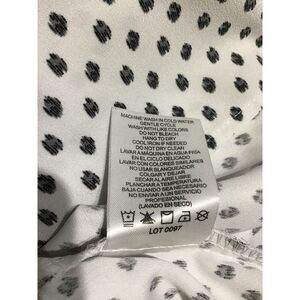 MACHINE WASH IN COLD WATER
GENTLE CYCLE
WASH WITH LIKE COLORS
DO NOT BLEACH
HANG TO DRY
COOL IRON IF NEEDED
DO NOT DRY CLEAN
LAVAR A MÁQUINA EN AGUA FRÍA
EN EL CICLO DELICADO
LAVAR CON COLORES SIMILARES
NO USAR BLANQUEADOR
COLGAR Y DEJAR
SECAR AL AIRE LIBRE
PLANCHAR A TEMPERATURA
BAJA CUANDO SEA NECESARIO
NO ENVIAR A UN SERVICIO
PROFESIONAL
(LAVADO EN SECO)
LOT 0097